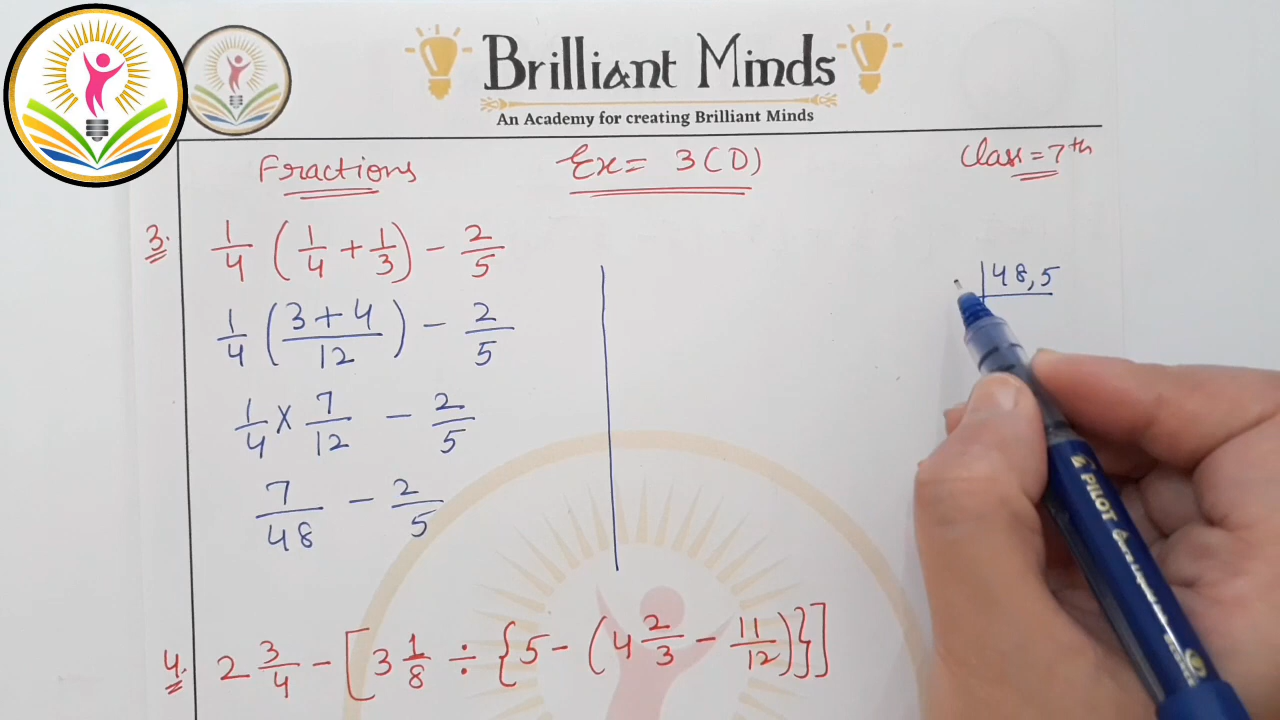 Brilliant Minds
An Academy for creating Brilliant Minds
Fractions Ex = 3(D) Class = 7th
3. 1/4 (1/4 + 1/3) - 2/5
48,5
1/4 ((3+4)/12) - 2/5
1/4 × 7/12 - 2/5
7/48 - 2/5
4. 2 3/4 - [3 1/8 ÷ {5 - (4 2/3 - 11/12)}]
PILOT